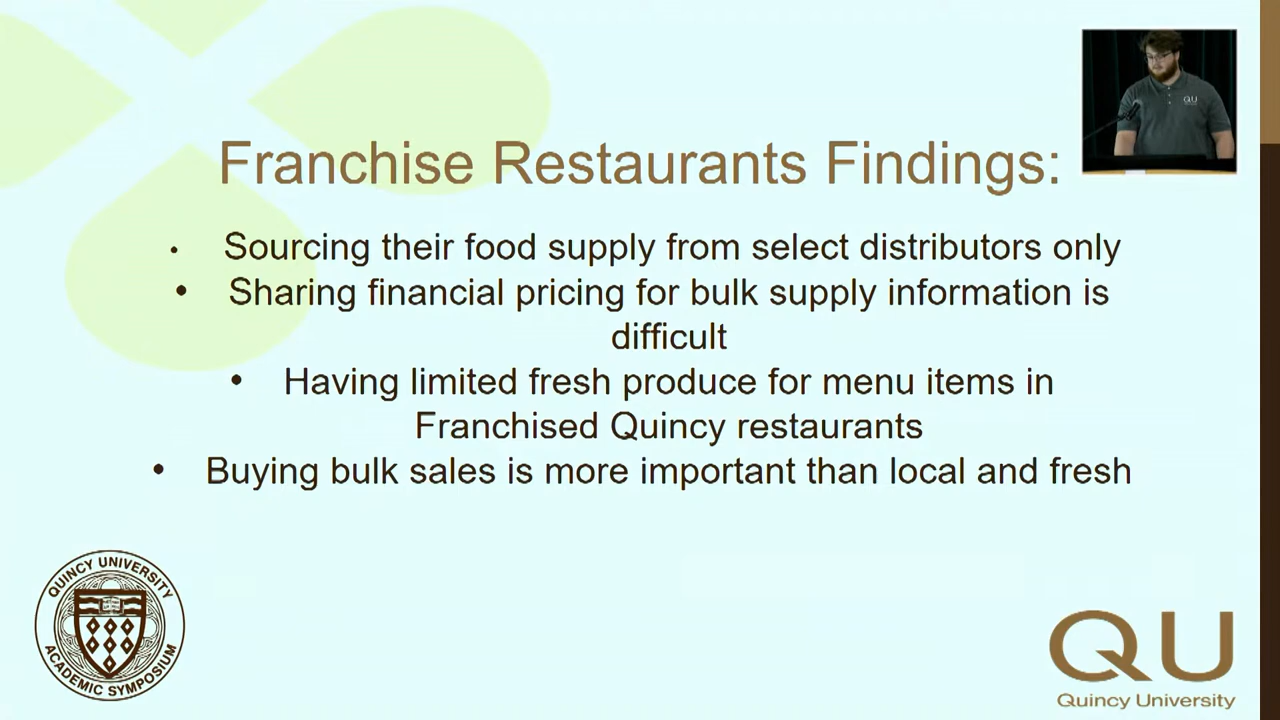 Franchise Restaurants Findings:
• Sourcing their food supply from select distributors only
• Sharing financial pricing for bulk supply information is
difficult
• Having limited fresh produce for menu items in
Franchised Quincy restaurants
• Buying bulk sales is more important than local and fresh
QUINCY UNIVERSITY
ACADEMIC SYMPOSIUM
QU
QU
Quincy University